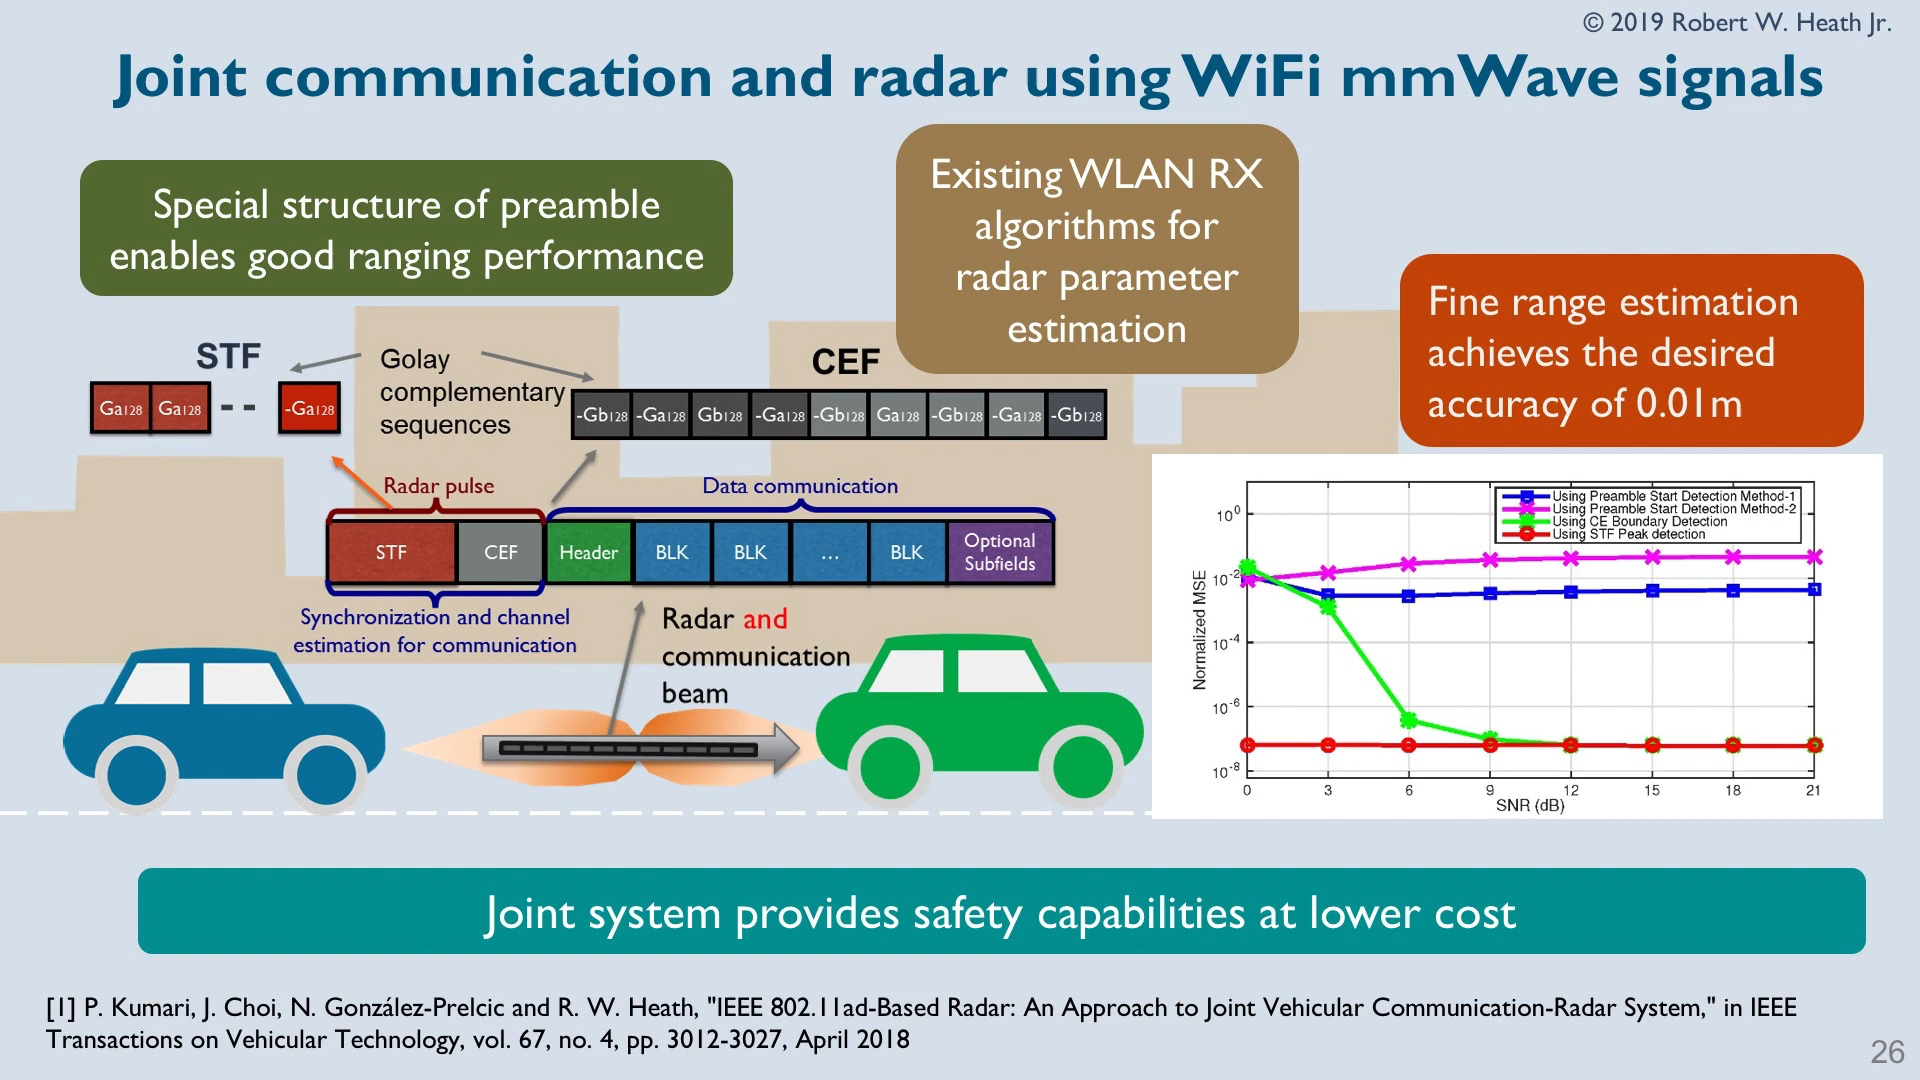 © 2019 Robert W. Heath Jr.
Joint communication and radar using WiFi mmWave signals
Special structure of preamble
enables good ranging performance
Existing WLAN RX
algorithms for
radar parameter
estimation
Fine range estimation
achieves the desired
accuracy of 0.01m
STF
Ga128 Ga128 -- -Ga128
Golay
complementary
sequences
CEF
-Gb128 -Ga128 Gb128 -Ga128 -Gb128 Ga128 -Gb128 -Ga128 -Gb128
Radar pulse
Data communication
STF CEF Header BLK BLK ... BLK Optional
Subfields
Synchronization and channel
estimation for communication
Radar and
communication
beam
Using Preamble Start Detection Method-1
Using Preamble Start Detection Method-2
Using CE Boundary Detection
Using STF Peak detection
Normalized MSE
10^0
10^-2
10^-4
10^-6
10^-8
0 3 6 9 12 15 18 21
SNR (dB)
Joint system provides safety capabilities at lower cost
[1] P. Kumari, J. Choi, N. González-Prelcic and R. W. Heath, "IEEE 802.11ad-Based Radar: An Approach to Joint Vehicular Communication-Radar System," in IEEE
Transactions on Vehicular Technology, vol. 67, no. 4, pp. 3012-3027, April 2018
26